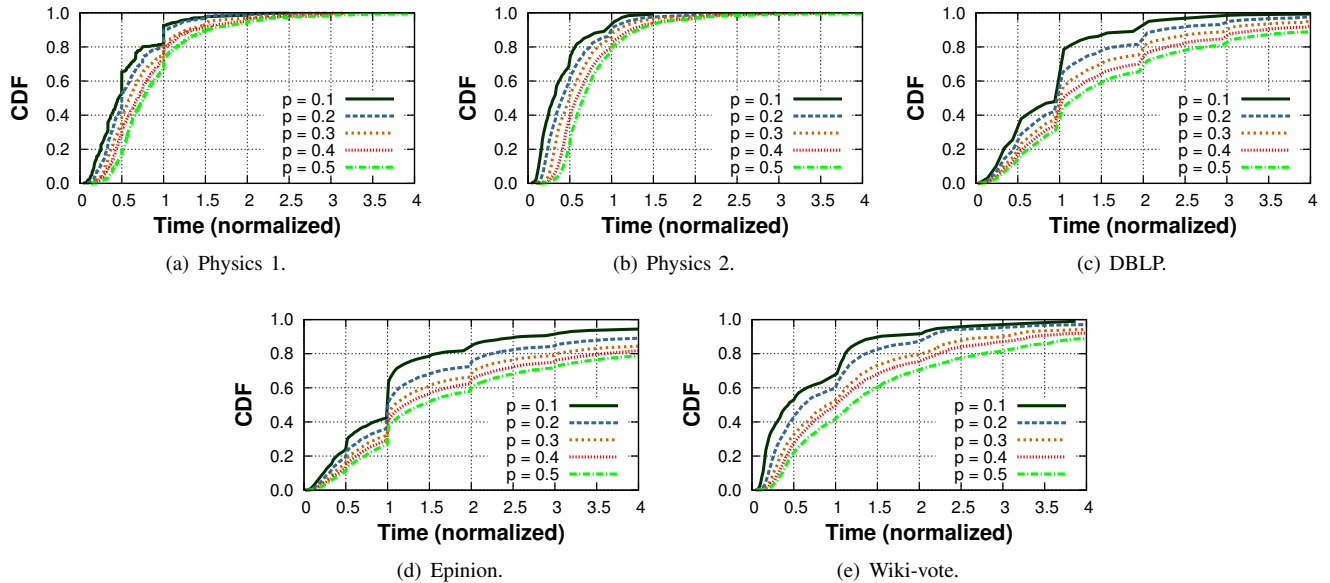 1.0
0.8
0.6
0.4
0.2
0.0
CDF
p = 0.1
p = 0.2
p = 0.3
p = 0.4
p = 0.5
0 0.5 1 1.5 2 2.5 3 3.5 4
Time (normalized)
(a) Physics 1.
1.0
0.8
0.6
0.4
0.2
0.0
CDF
p = 0.1
p = 0.2
p = 0.3
p = 0.4
p = 0.5
0 0.5 1 1.5 2 2.5 3 3.5 4
Time (normalized)
(b) Physics 2.
1.0
0.8
0.6
0.4
0.2
0.0
CDF
p = 0.1
p = 0.2
p = 0.3
p = 0.4
p = 0.5
0 0.5 1 1.5 2 2.5 3 3.5 4
Time (normalized)
(c) DBLP.
1.0
0.8
0.6
0.4
0.2
0.0
CDF
p = 0.1
p = 0.2
p = 0.3
p = 0.4
p = 0.5
0 0.5 1 1.5 2 2.5 3 3.5 4
Time (normalized)
(d) Epinion.
1.0
0.8
0.6
0.4
0.2
0.0
CDF
p = 0.1
p = 0.2
p = 0.3
p = 0.4
p = 0.5
0 0.5 1 1.5 2 2.5 3 3.5 4
Time (normalized)
(e) Wiki-vote.